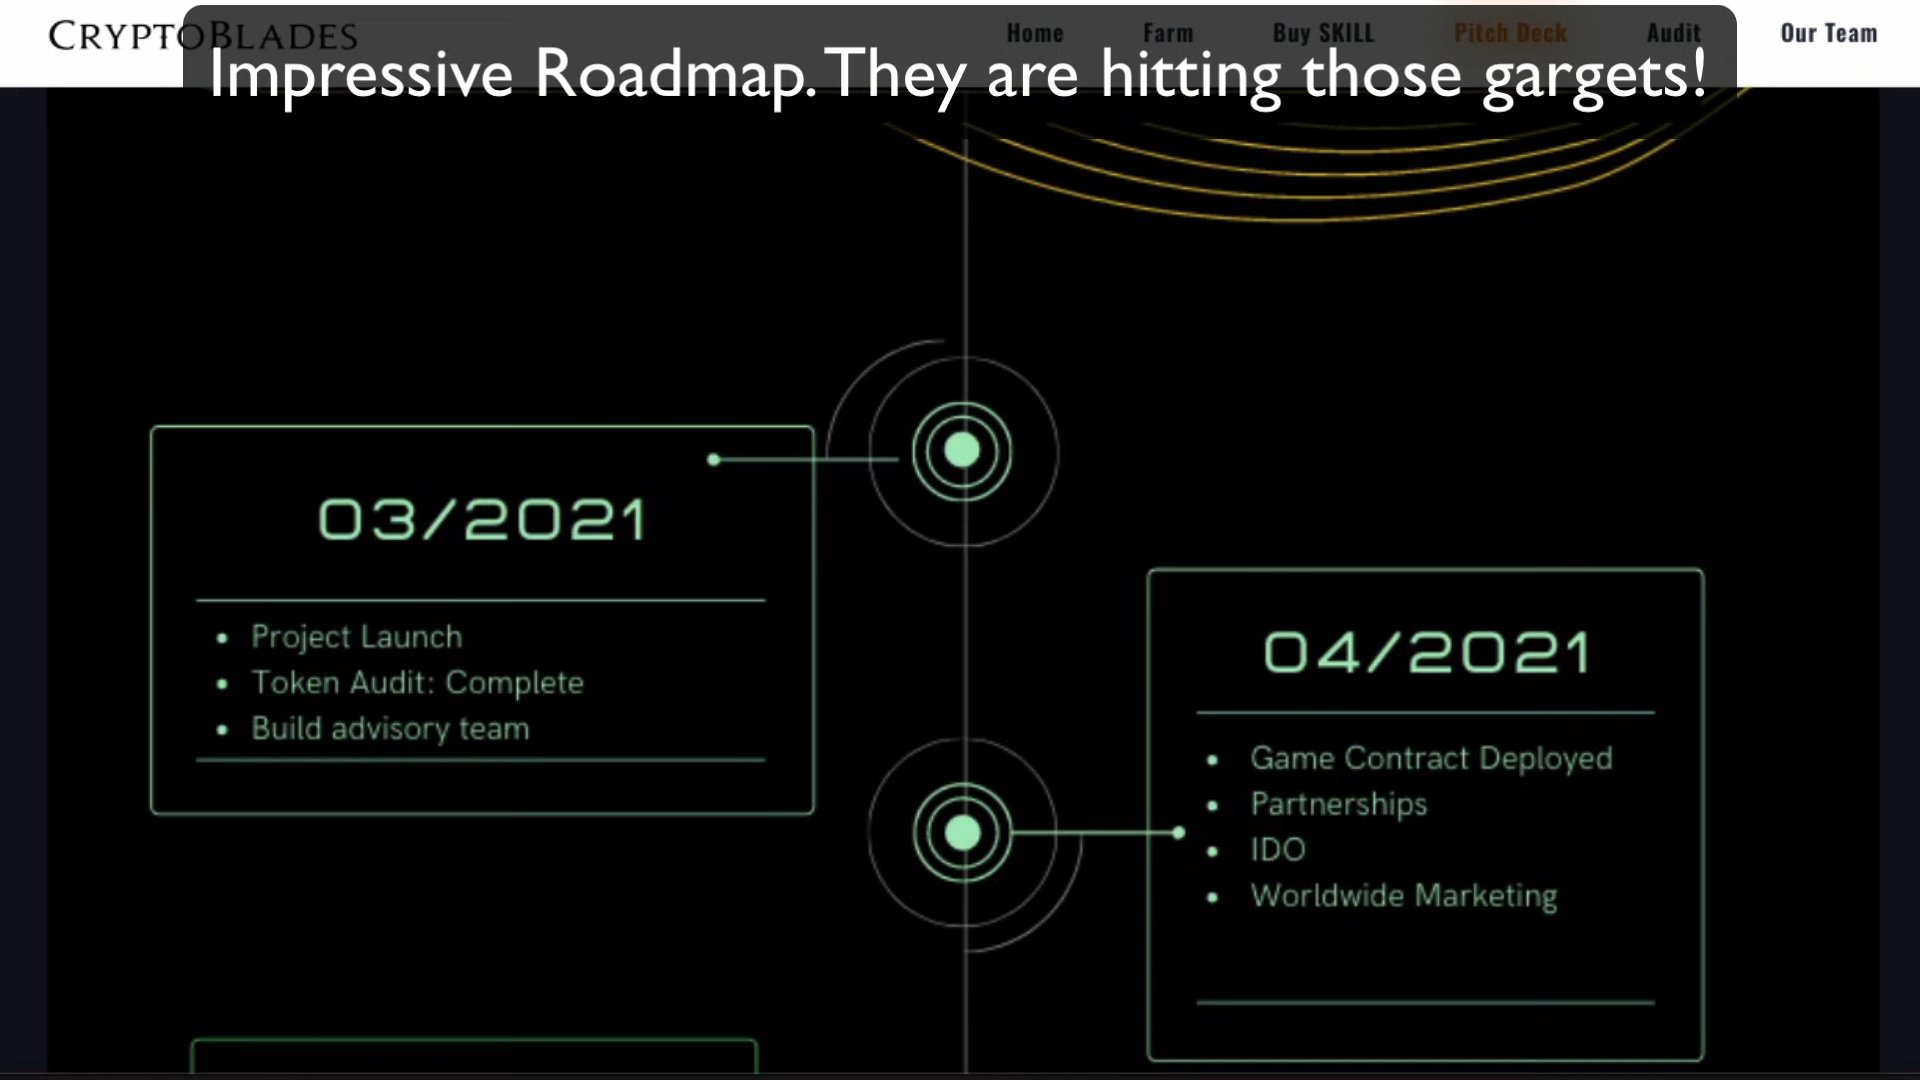 CRYPTOBLADES
Home Farm Buy SKILL Pitch Deck Audit Our Team
Impressive Roadmap. They are hitting those gargets!
03/2021
• Project Launch
• Token Audit: Complete
• Build advisory team
04/2021
• Game Contract Deployed
• Partnerships
• IDO
• Worldwide Marketing